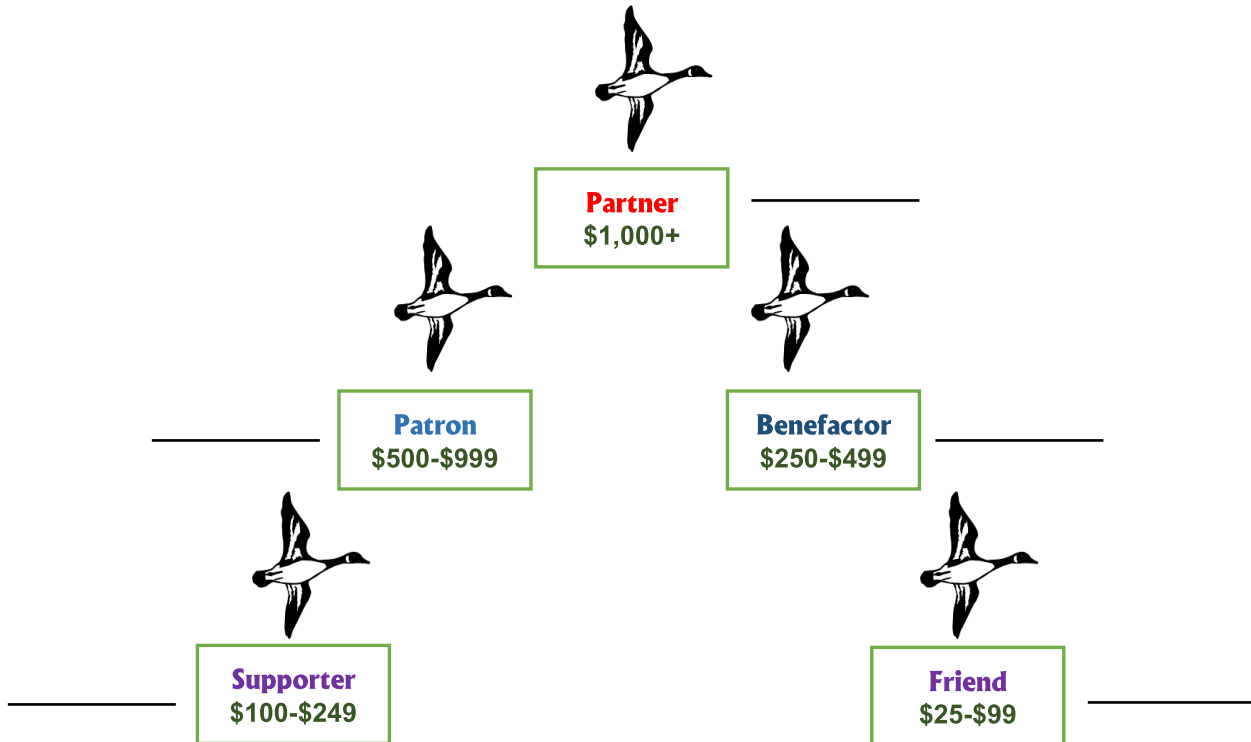 Partner
$1,000+
Patron
$500-$999
Benefactor
$250-$499
Supporter
$100-$249
Friend
$25-$99